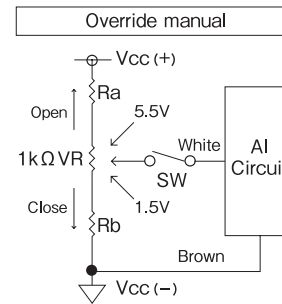 Override manual
Vcc (+)
Ra
Open
5.5V
1kΩVR
White
SW
AI
Circui
Close
1.5V
Rb
Brown
Vcc (-)